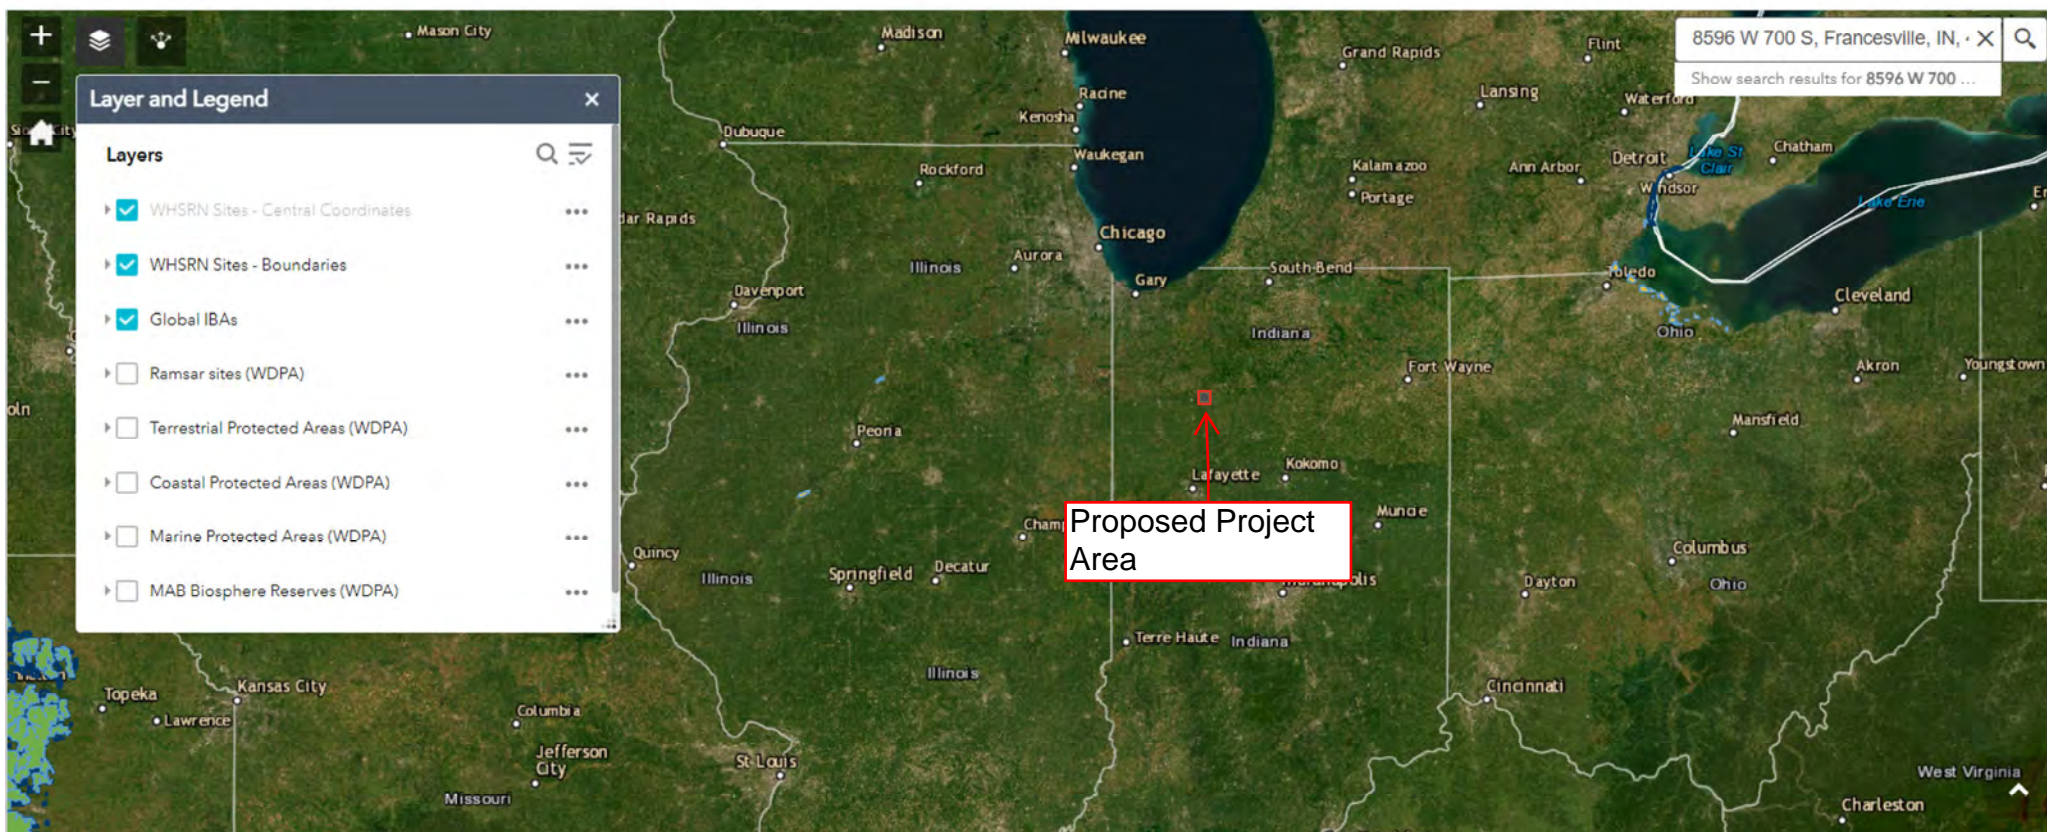 Mason City
Madison
Milwaukee
Grand Rapids
Flint
8596 W 700 S, Francesville, IN,
Show search results for 8596 W 700 ...
Layer and Legend
Layers
WHSRN Sites - Central Coordinates
WHSRN Sites - Boundaries
Global IBAs
Ramsar sites (WDPA)
Terrestrial Protected Areas (WDPA)
Coastal Protected Areas (WDPA)
Marine Protected Areas (WDPA)
MAB Biosphere Reserves (WDPA)
Racine
Kenosha
Lansing
Waterford
Dubuque
Rockford
Waukegan
Kalamazoo
Portage
Ann Arbor
Detroit
Windsor
Lake St
Clair
Chatham
Lake Erie
dar Rapids
Chicago
Aurora
Illinois
Gary
South Bend
Toledo
Cleveland
Davenport
Illinois
Indiana
Ohio
Fort Wayne
Akron
Youngstown
oln
Peoria
Mansfield
Lafayette
Kokomo
Proposed Project
Area
Champ
Muncie
Columbus
Ohio
Quincy
Illinois
Springfield
Decatur
Dayton
Terre Haute
Indiana
Illinois
Topeka
Lawrence
Kansas City
Columbia
Jefferson
City
Missouri
St Louis
Cincinnati
West Virginia
Charleston